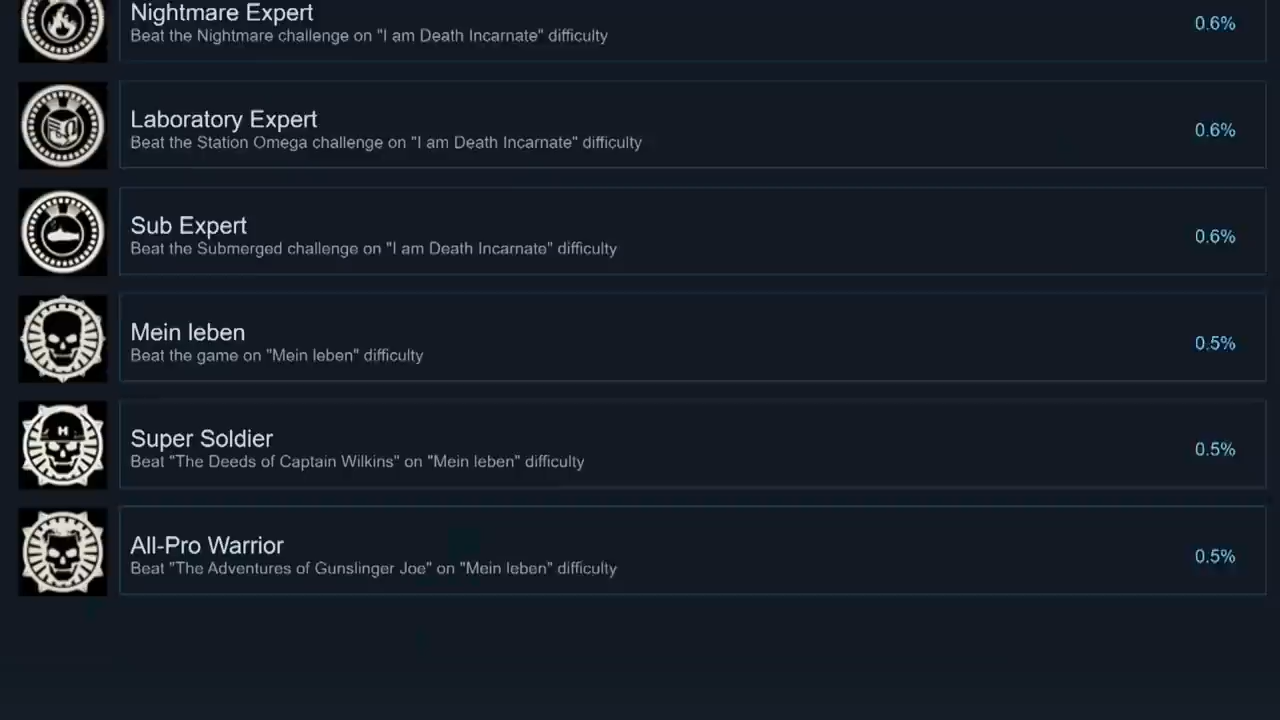 Nightmare Expert
Beat the Nightmare challenge on "I am Death Incarnate" difficulty
0.6%
Laboratory Expert
Beat the Station Omega challenge on "I am Death Incarnate" difficulty
0.6%
Sub Expert
Beat the Submerged challenge on "I am Death Incarnate" difficulty
0.6%
Mein leben
Beat the game on "Mein leben" difficulty
0.5%
H
Super Soldier
Beat "The Deeds of Captain Wilkins" on "Mein leben" difficulty
0.5%
All-Pro Warrior
Beat "The Adventures of Gunslinger Joe" on "Mein leben" difficulty
0.5%